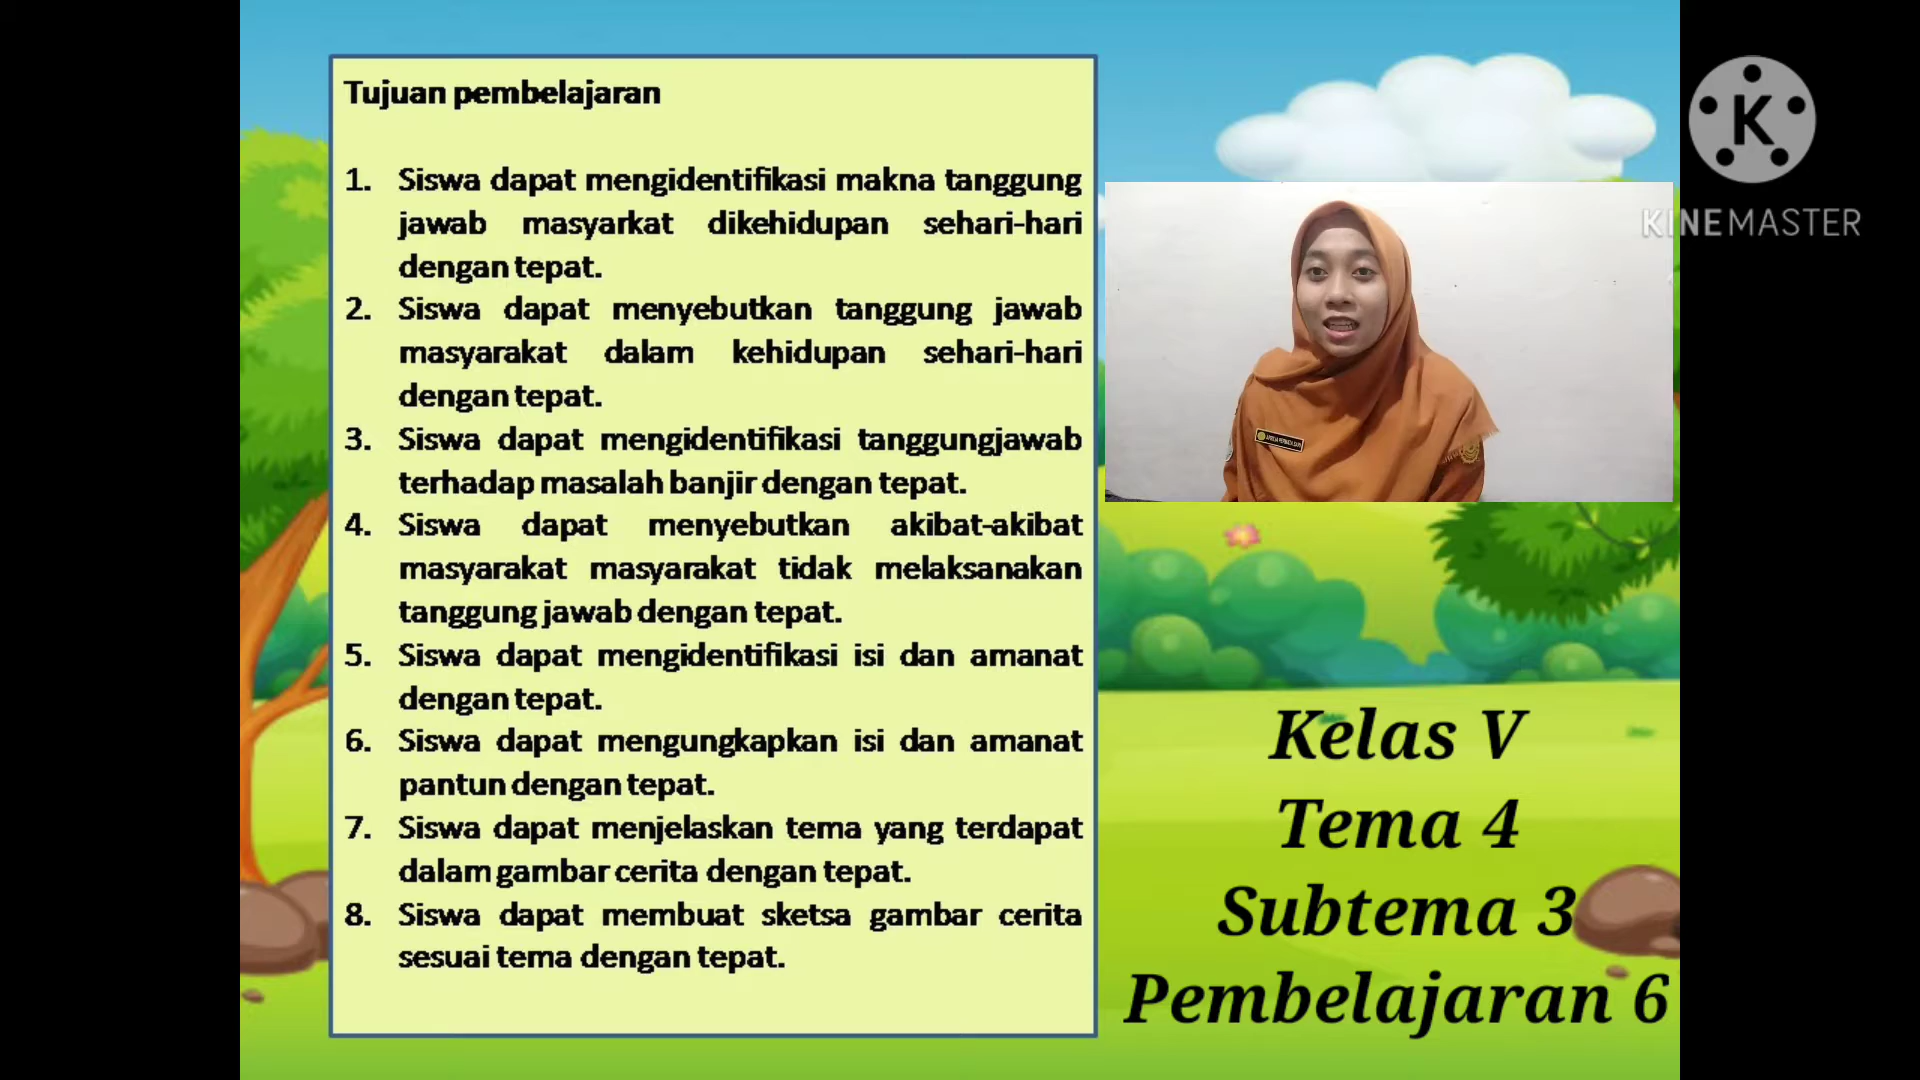 Tujuan pembelajaran
1. Siswa dapat mengidentifikasi makna tanggung
jawab masyarkat dikehidupan sehari-hari
dengan tepat.
2. Siswa dapat menyebutkan tanggung jawab
masyarakat dalam kehidupan sehari-hari
dengan tepat.
3. Siswa dapat mengidentifikasi tanggungjawab
terhadap masalah banjir dengan tepat.
4. Siswa dapat menyebutkan akibat-akibat
masyarakat masyarakat tidak melaksanakan
tanggung jawab dengan tepat.
5. Siswa dapat mengidentifikasi isi dan amanat
dengan tepat.
6. Siswa dapat mengungkapkan isi dan amanat
pantun dengan tepat.
7. Siswa dapat menjelaskan tema yang terdapat
dalam gambar cerita dengan tepat.
8. Siswa dapat membuat sketsa gambar cerita
sesuai tema dengan tepat.
K
KINEMASTER
Kelas V
Tema 4
Subtema 3
Pembelajaran 6